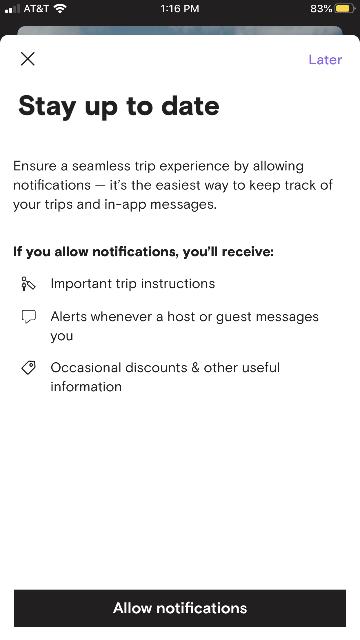 AT&T 1:16 PM 83%
Later
Stay up to date
Ensure a seamless trip experience by allowing
notifications — it's the easiest way to keep track of
your trips and in-app messages.
If you allow notifications, you'll receive:
Important trip instructions
Alerts whenever a host or guest messages
you
Occasional discounts & other useful
information
Allow notifications